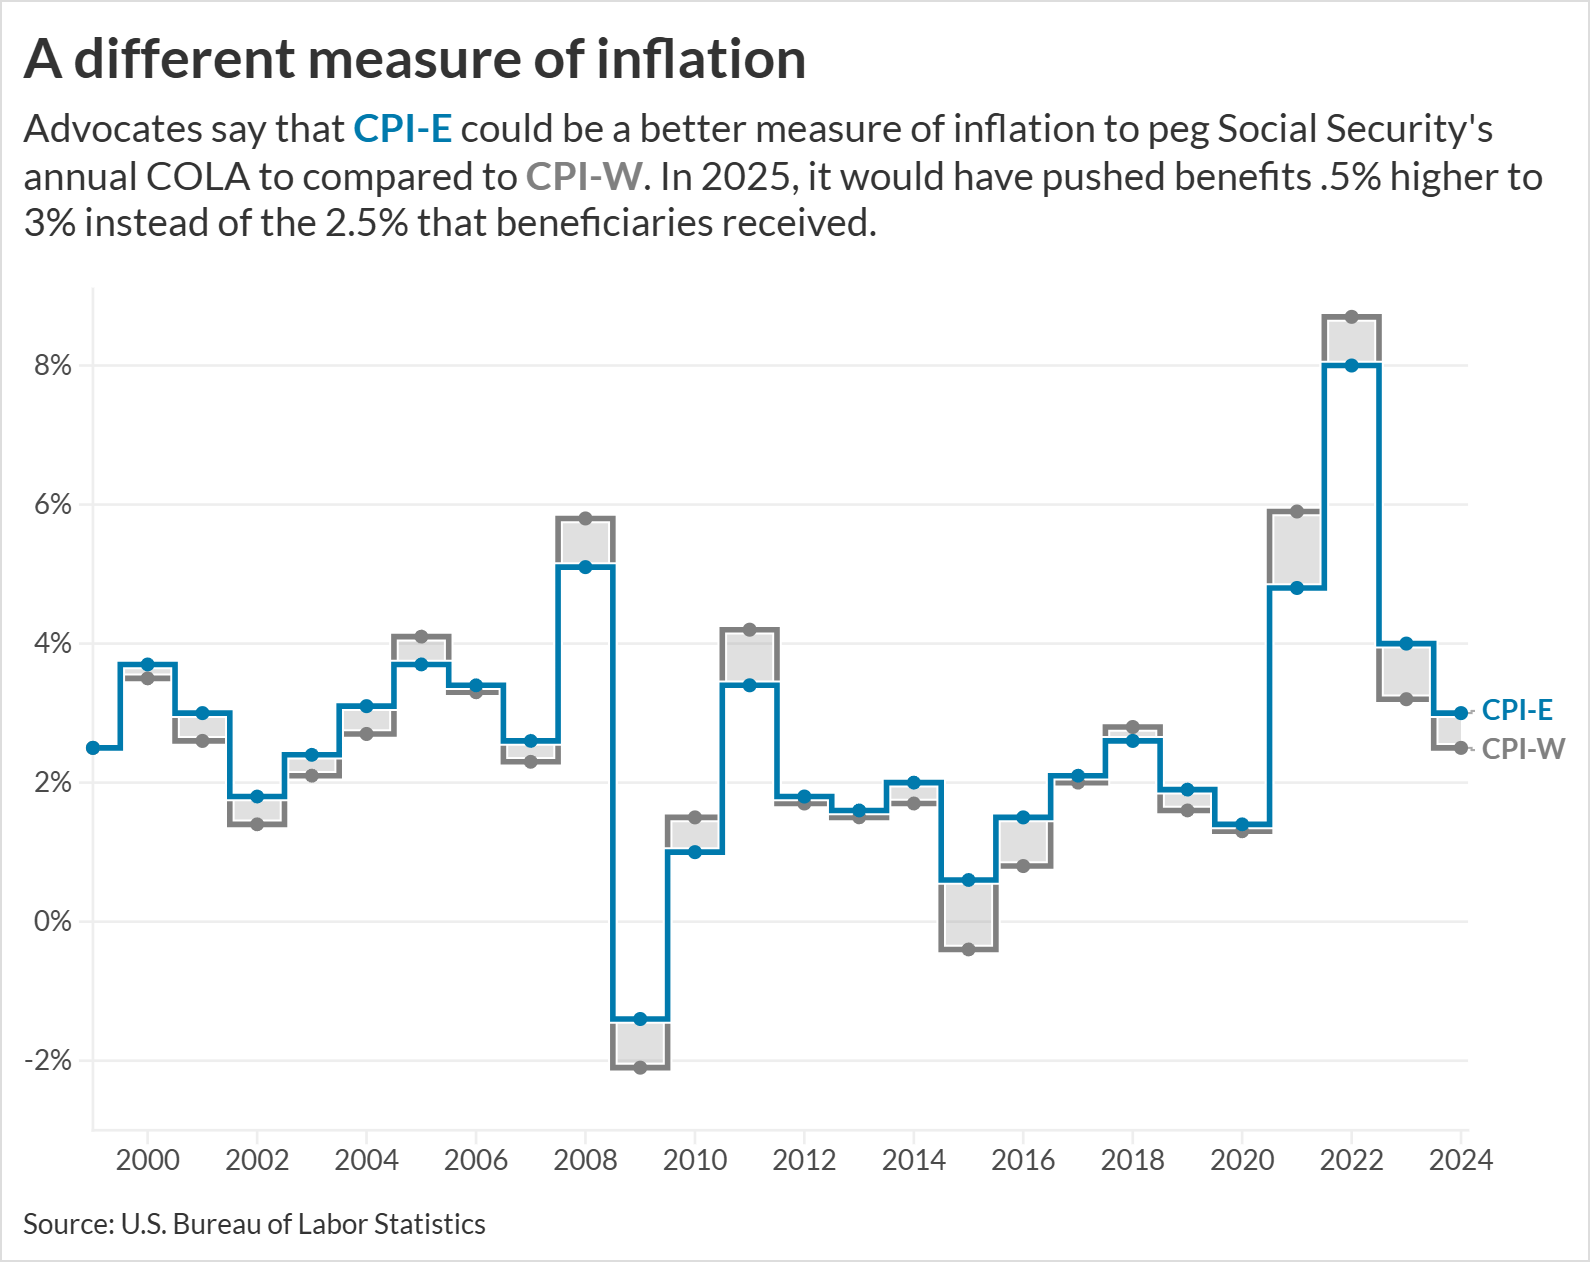 A different measure of inflation
Advocates say that CPI-E could be a better measure of inflation to peg Social Security's
annual COLA to compared to CPI-W. In 2025, it would have pushed benefits .5% higher to
3% instead of the 2.5% that beneficiaries received.
8%
6%
4%
2%
0%
-2%
CPI-E
CPI-W
2000 2002 2004 2006 2008 2010 2012 2014 2016 2018 2020 2022 2024
Source: U.S. Bureau of Labor Statistics